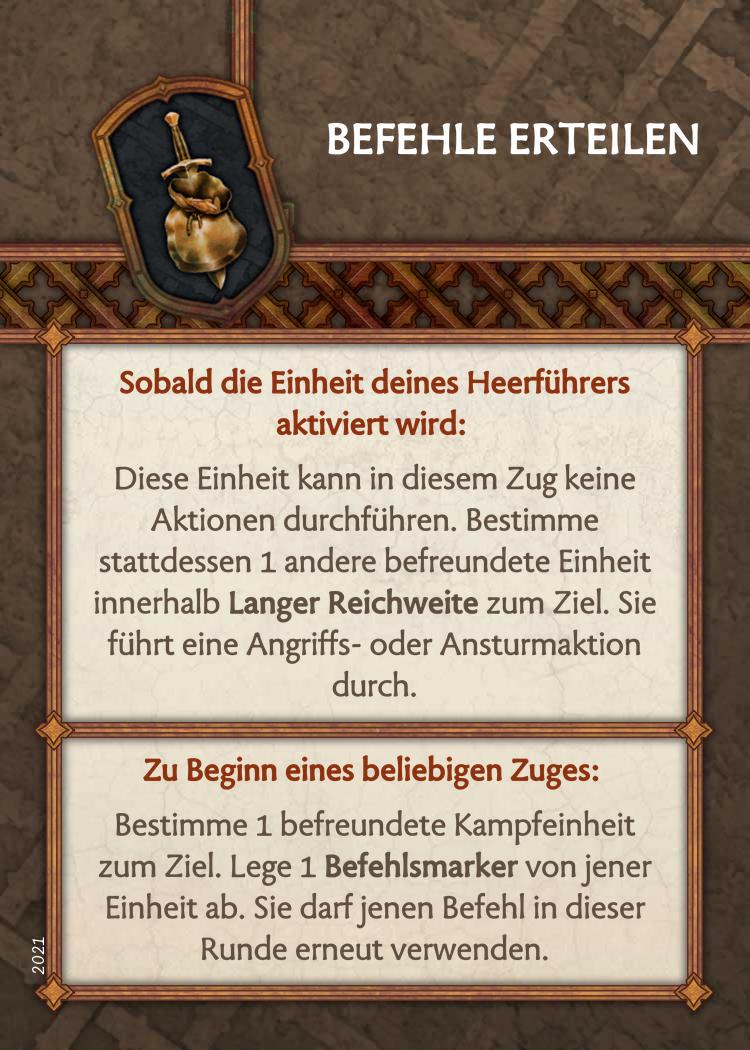 BEFEHLE ERTEILEN
Sobald die Einheit deines Heerführers
aktiviert wird:
Diese Einheit kann in diesem Zug keine
Aktionen durchführen. Bestimme
stattdessen 1 andere befreundete Einheit
innerhalb Langer Reichweite zum Ziel. Sie
führt eine Angriffs- oder Ansturmaktion
durch.
Zu Beginn eines beliebigen Zuges:
Bestimme 1 befreundete Kampfeinheit
zum Ziel. Lege 1 Befehlsmarker von jener
Einheit ab. Sie darf jenen Befehl in dieser
Runde erneut verwenden.
2021